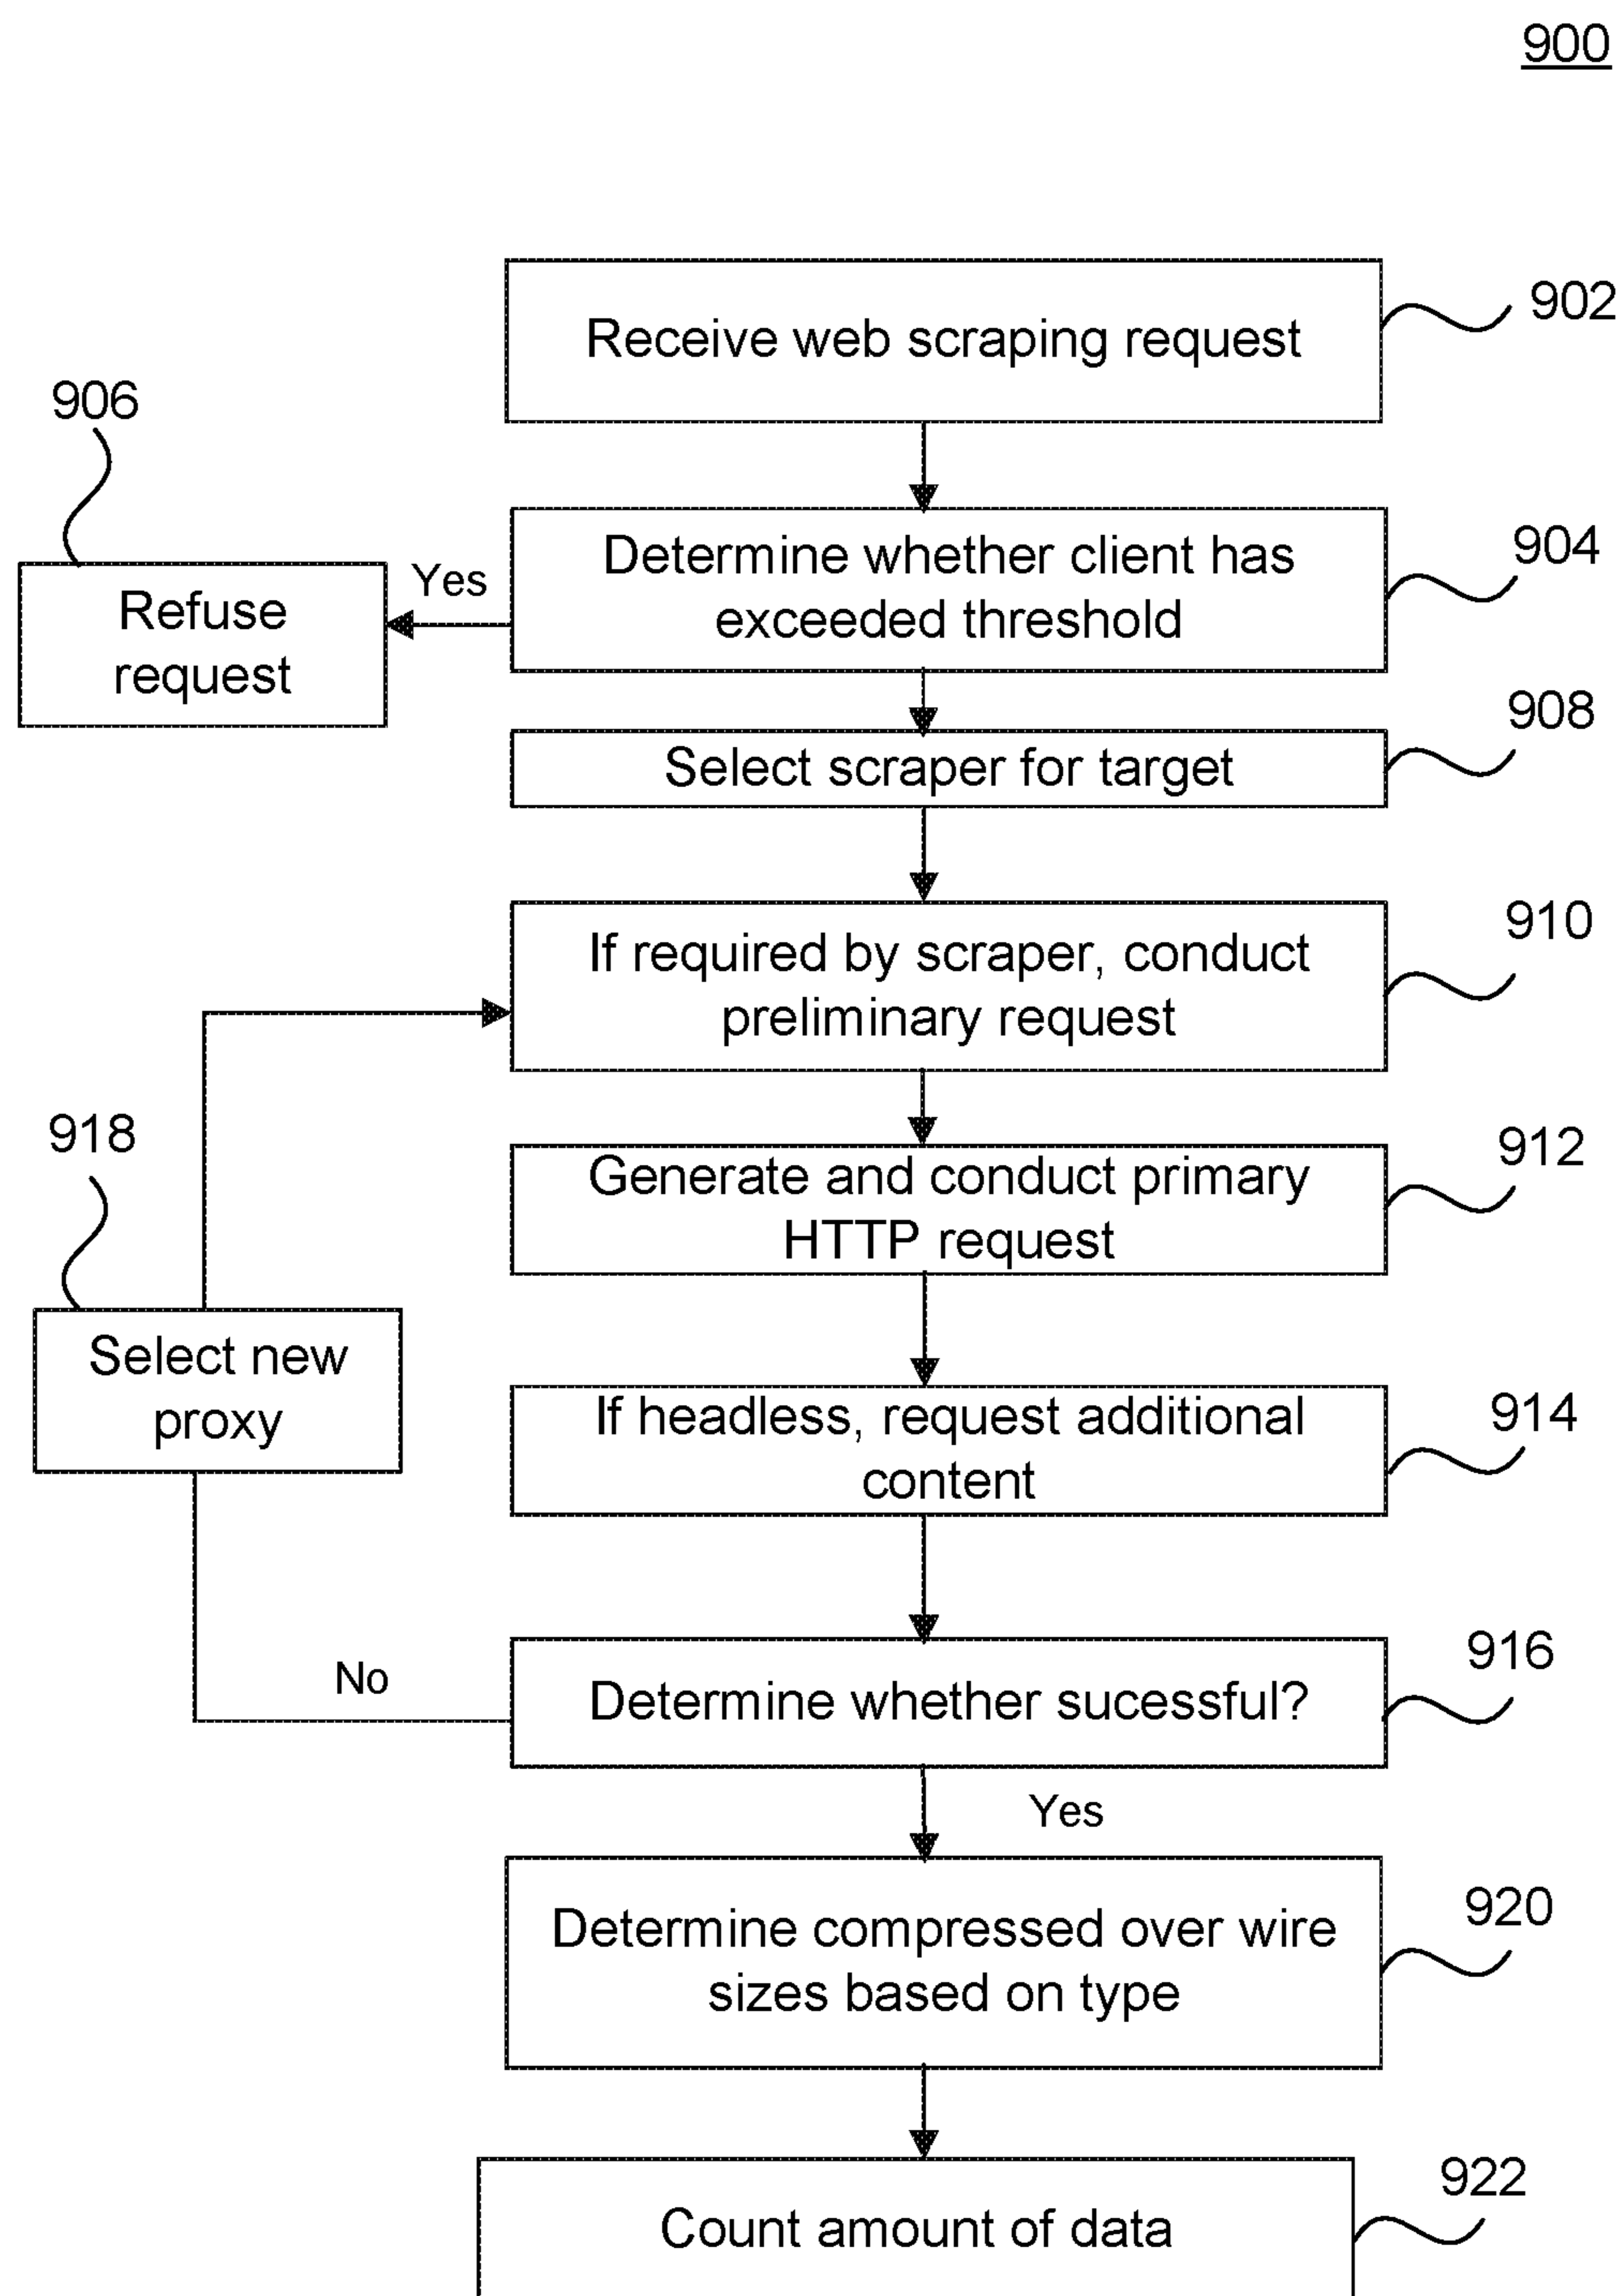 900
Receive web scraping request
902
906
Determine whether client has
exceeded threshold
904
Yes
Refuse
request
Select scraper for target
908
If required by scraper, conduct
preliminary request
910
918
Generate and conduct primary
HTTP request
912
Select new
proxy
If headless, request additional
content
914
No
Determine whether sucessful?
916
Yes
Determine compressed over wire
sizes based on type
920
Count amount of data
922